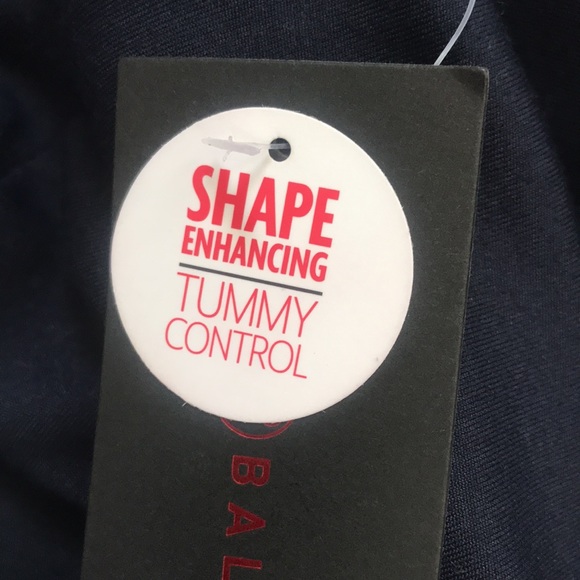 SHAPE
ENHANCING
TUMMY
CONTROL
BAL